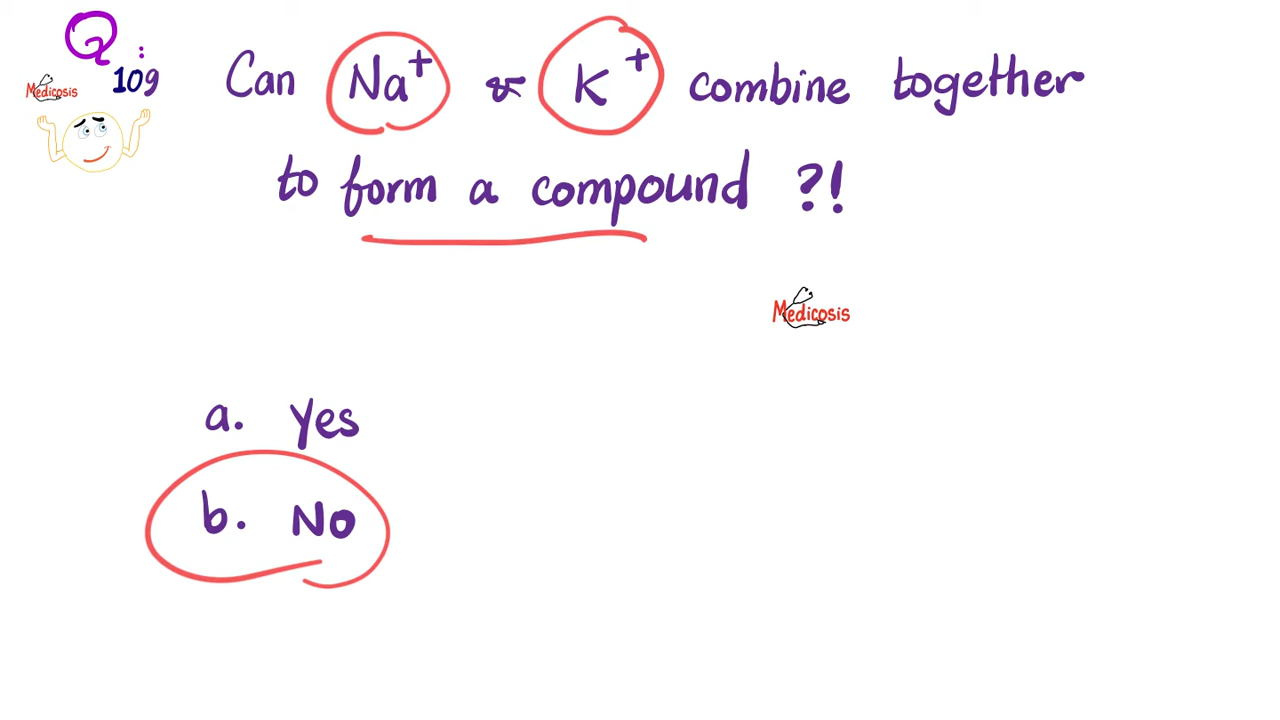 Q:
109
Medicosis
Can Na⁺ & K⁺ combine together
to form a compound ?!
Medicosis
a. Yes
b. No